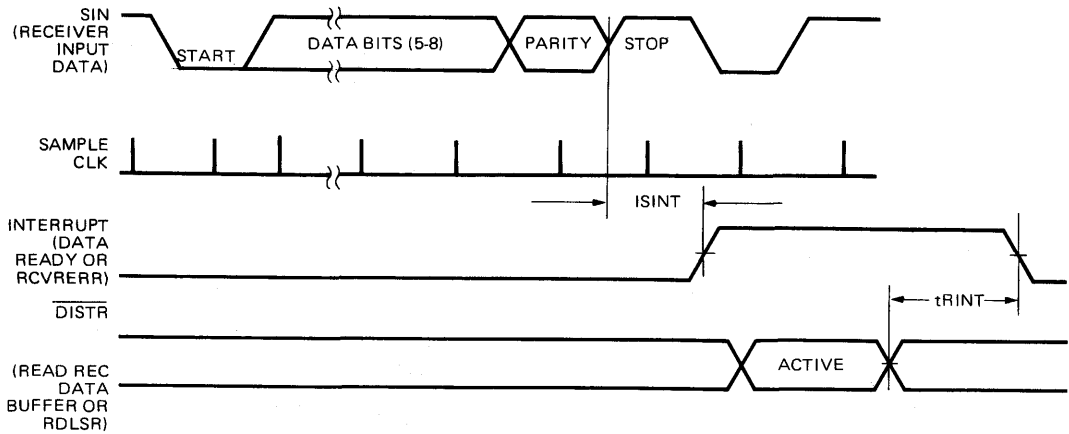 SIN
(RECEIVER
INPUT
DATA)
START
DATA BITS (5-8)
PARITY
STOP
SAMPLE
CLK
ISINT
INTERRUPT
(DATA
READY OR
RCVRERR)
DISTR
tRINT
(READ REC
DATA
BUFFER OR
RDLSR)
ACTIVE